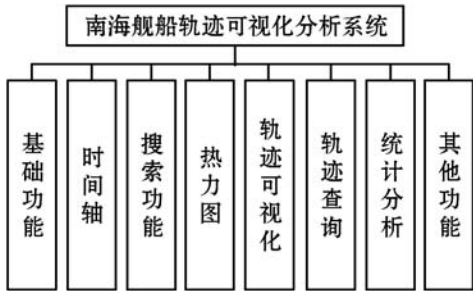 南海舰船轨迹可视化分析系统
基础功能
时间轴
搜索功能
热力图
轨迹可视化
轨迹查询
统计分析
其他功能